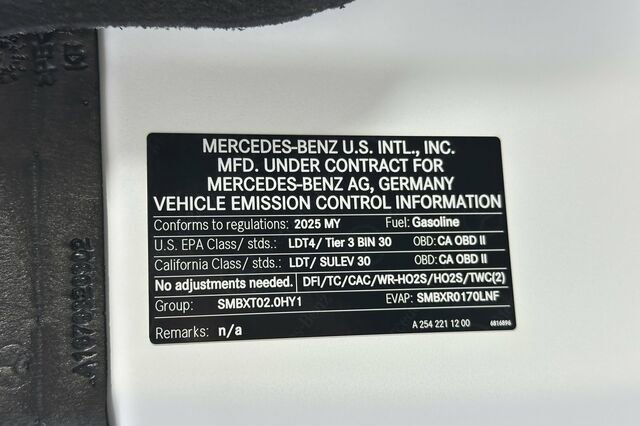 MERCEDES-BENZ U.S. INTL., INC.
MFD. UNDER CONTRACT FOR
MERCEDES-BENZ AG, GERMANY
VEHICLE EMISSION CONTROL INFORMATION
Conforms to regulations: 2025 MY Fuel: Gasoline
U.S. EPA Class/ stds.: LDT4/ Tier 3 BIN 30 OBD: CA OBD II
California Class/ stds.: LDT/ SULEV 30 OBD: CA OBD II
No adjustments needed. DFI/TC/CAC/WR-HO2S/HO2S/TWC(2)
Group: SMBXT02.0HY1 EVAP: SMBXR0170LNF
Remarks: n/a A 254 221 12 00 6816896